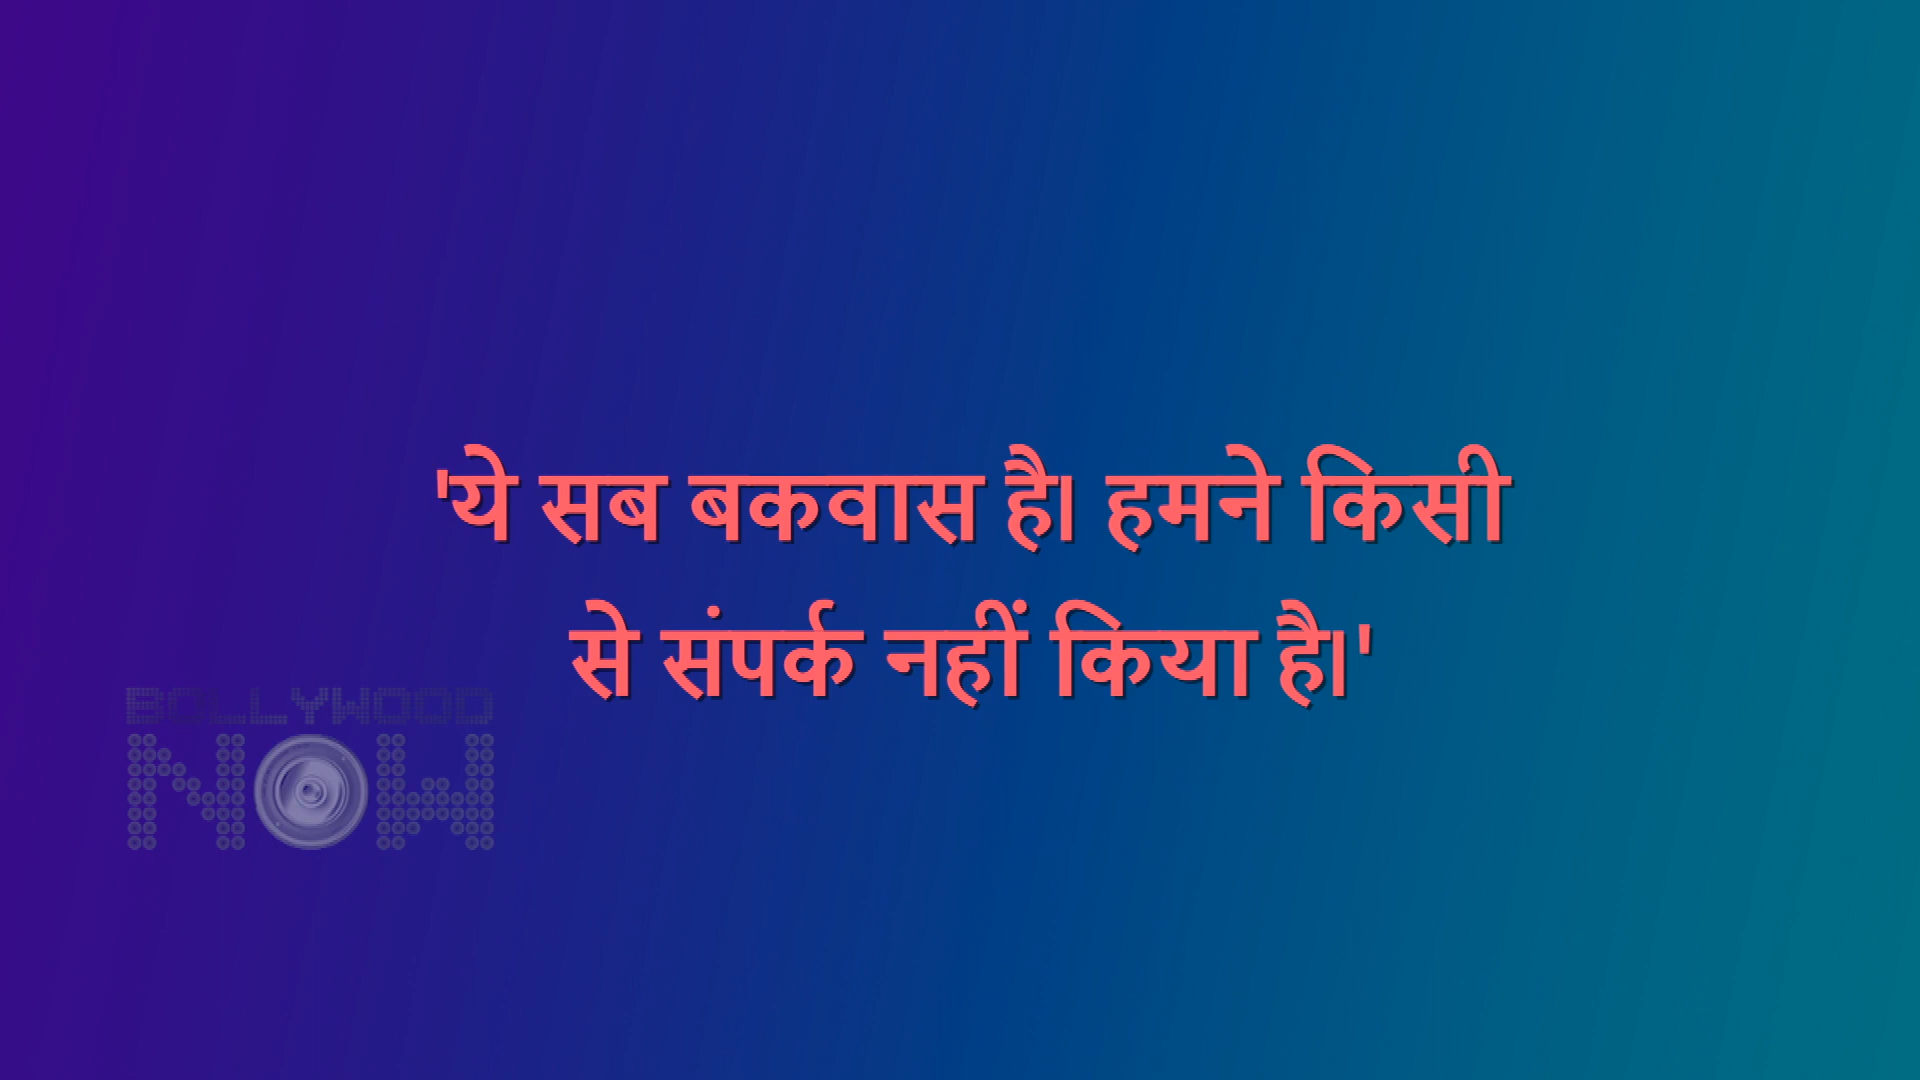 'ये सब बकवास है। हमने किसी
से संपर्क नहीं किया है।'
BOLLYWOOD
NOW